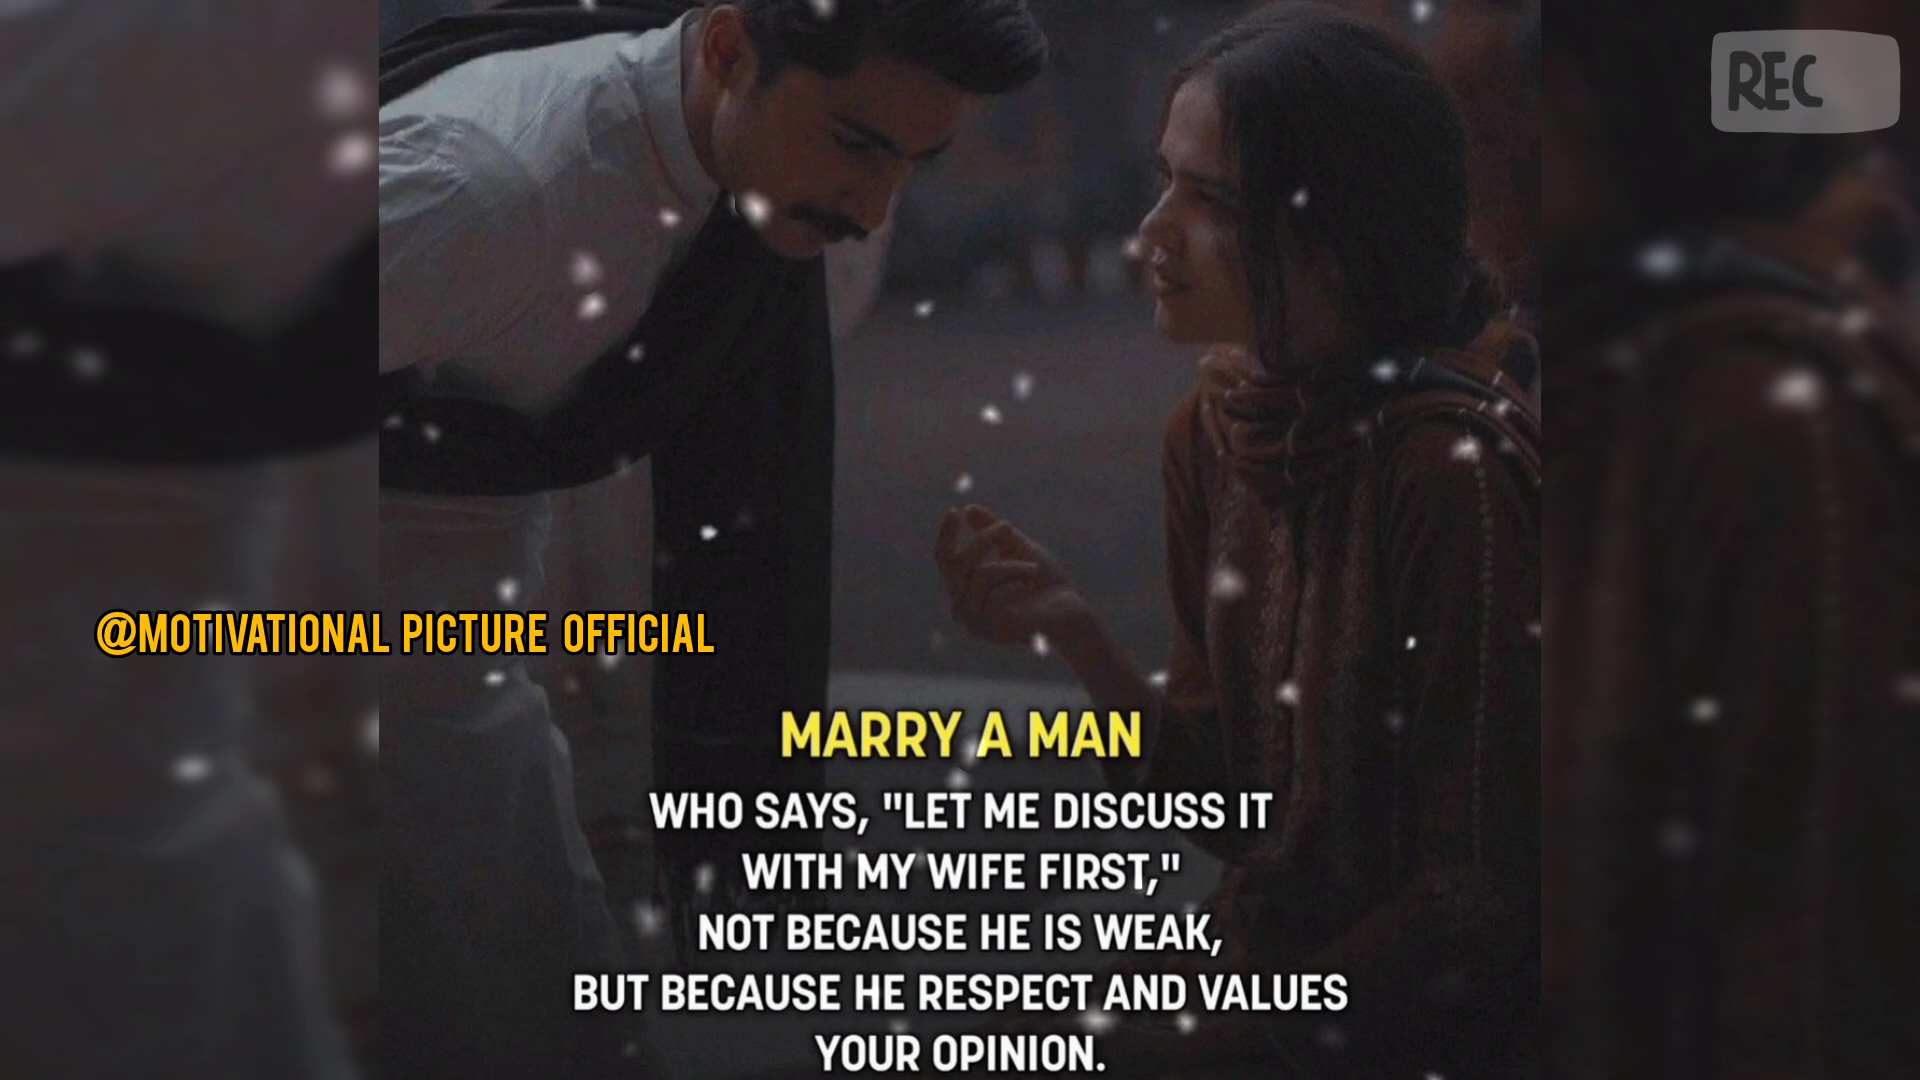 REC
@MOTIVATIONAL PICTURE OFFICIAL
MARRY A MAN
WHO SAYS, "LET ME DISCUSS IT
WITH MY WIFE FIRST,"
NOT BECAUSE HE IS WEAK,
BUT BECAUSE HE RESPECT AND VALUES
YOUR OPINION.